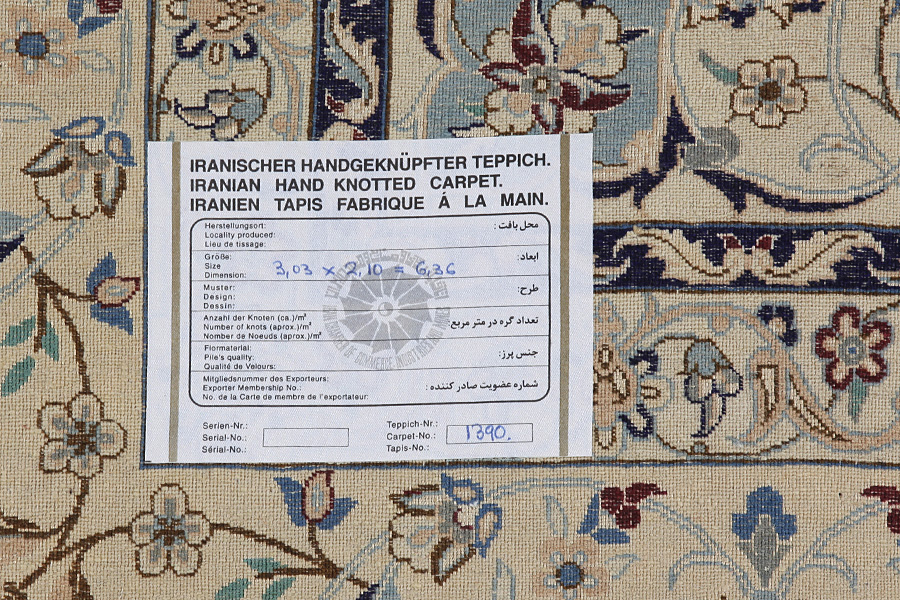 IRANISCHER HANDGEKNÜPFTER TEPPICH.
IRANIAN HAND KNOTTED CARPET.
IRANIEN TAPIS FABRIQUE Á LA MAIN.
Herstellungsort: محل بافت :
Locality produced:
Lieu de tissage:
Größe: ابعاد:
Size
Dimension: 3,03 x 2,10 = 6,36
Muster: طرح:
Design:
Dessin:
Anzahl der Knoten (ca.)/m²
Number of knots (aprox.)/m² تعداد گره در متر مربع:
Nombre de Noeuds (aprox.)/m²
Flormaterial:
Pile's quality: جنس پرز:
Qualité de Velours:
Mitgliedsnummer des Exporteurs:
Exporter Membership No.: شماره عضویت صادر کننده :
No. de la Carte de membre de l'exportateur:
Serien-Nr.: Teppich-Nr.:
Serial-No.: Carpet-No.: 1390.
Sérial-No.: Tapis-No.: